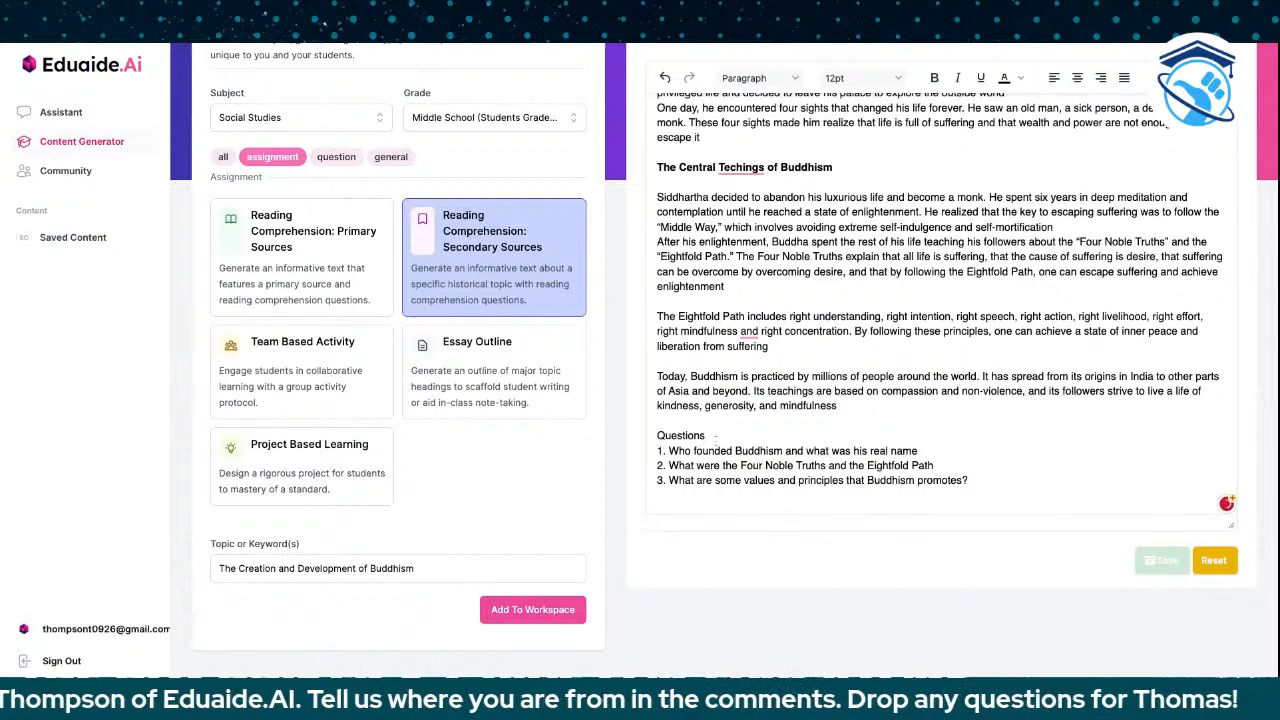 Eduaide.Ai
Assistant
Content Generator
Community
Content
SC Saved Content
thompsont0926@gmail.com
Sign Out
unique to you and your students.
Subject
Grade
Social Studies
Middle School (Students Grade...
all
assignment
question
general
Assignment
Reading
Comprehension: Primary
Sources
Generate an informative text that
features a primary source and
reading comprehension questions.
Reading
Comprehension:
Secondary Sources
Generate an informative text about a
specific historical topic with reading
comprehension questions.
Team Based Activity
Engage students in collaborative
learning with a group activity
protocol.
Essay Outline
Generate an outline of major topic
headings to scaffold student writing
or aid in-class note-taking.
Project Based Learning
Design a rigorous project for students
to mastery of a standard.
Topic or Keyword(s)
The Creation and Development of Buddhism
Add To Workspace
Paragraph
12pt
B I U A
privileged life and decided to leave his palace to explore the outside world
One day, he encountered four sights that changed his life forever. He saw an old man, a sick person, a de
monk. These four sights made him realize that life is full of suffering and that wealth and power are not enoug
escape it
The Central Techings of Buddhism
Siddhartha decided to abandon his luxurious life and become a monk. He spent six years in deep meditation and
contemplation until he reached a state of enlightenment. He realized that the key to escaping suffering was to follow the
“Middle Way,” which involves avoiding extreme self-indulgence and self-mortification
After his enlightenment, Buddha spent the rest of his life teaching his followers about the “Four Noble Truths” and the
“Eightfold Path.” The Four Noble Truths explain that all life is suffering, that the cause of suffering is desire, that suffering
can be overcome by overcoming desire, and that by following the Eightfold Path, one can escape suffering and achieve
enlightenment
The Eightfold Path includes right understanding, right intention, right speech, right action, right livelihood, right effort,
right mindfulness and right concentration. By following these principles, one can achieve a state of inner peace and
liberation from suffering
Today, Buddhism is practiced by millions of people around the world. It has spread from its origins in India to other parts
of Asia and beyond. Its teachings are based on compassion and non-violence, and its followers strive to live a life of
kindness, generosity, and mindfulness
Questions
1. Who founded Buddhism and what was his real name
2. What were the Four Noble Truths and the Eightfold Path
3. What are some values and principles that Buddhism promotes?
Save
Reset
Thompson of Eduaide.AI. Tell us where you are from in the comments. Drop any questions for Thomas!